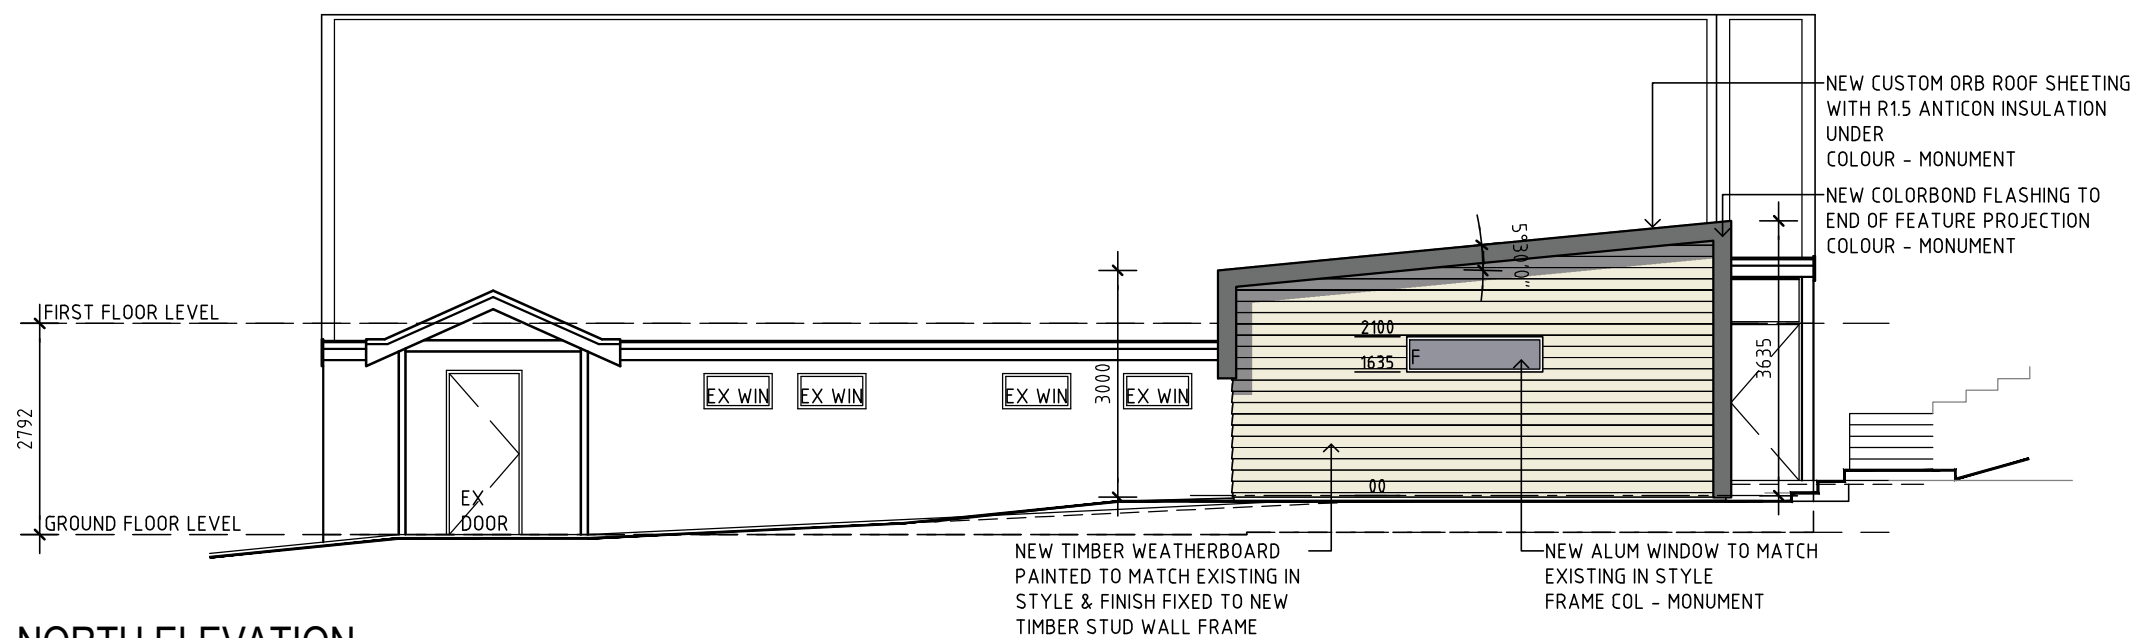 NEW CUSTOM ORB ROOF SHEETING
WITH R1.5 ANTICON INSULATION
UNDER
COLOUR - MONUMENT
NEW COLORBOND FLASHING TO
END OF FEATURE PROJECTION
COLOUR - MONUMENT
5°30'0"
FIRST FLOOR LEVEL
2100
1635
F
3635
3000
EX WIN
EX WIN
EX WIN
EX WIN
2792
00
EX
DOOR
GROUND FLOOR LEVEL
NEW TIMBER WEATHERBOARD
PAINTED TO MATCH EXISTING IN
STYLE & FINISH FIXED TO NEW
TIMBER STUD WALL FRAME
NEW ALUM WINDOW TO MATCH
EXISTING IN STYLE
FRAME COL - MONUMENT
NORTH ELEVATION